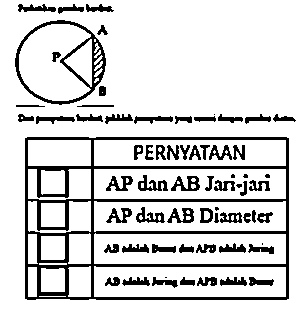 Perhatikan gambar berikut.
A
P
B
Dari pernyataan berikut, pilihlah pernyataan yang sesuai dengan gambar diatas.
PERNYATAAN
AP dan AB Jari-jari
AP dan AB Diameter
AB adalah Busur dan APB adalah Juring
AB adalah Juring dan APB adalah Busur